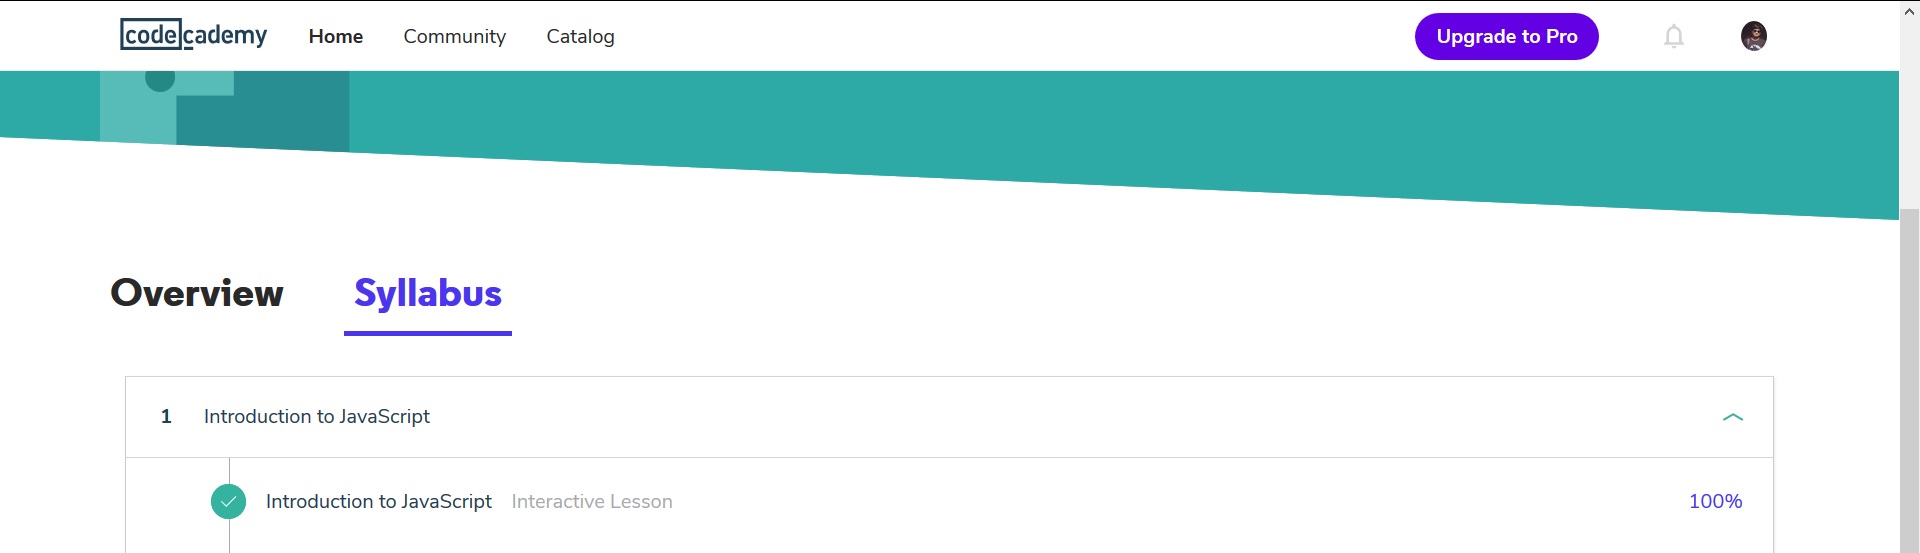 codecademy Home Community Catalog Upgrade to Pro
Overview Syllabus
1 Introduction to JavaScript
Introduction to JavaScript Interactive Lesson 100%